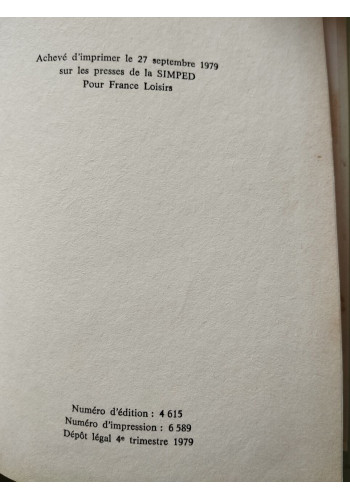 Achevé d'imprimer le 27 septembre 1979
sur les presses de la SIMPED
Pour France Loisirs
Numéro d'édition : 4 615
Numéro d'impression : 6 589
Dépôt légal 4e trimestre 1979